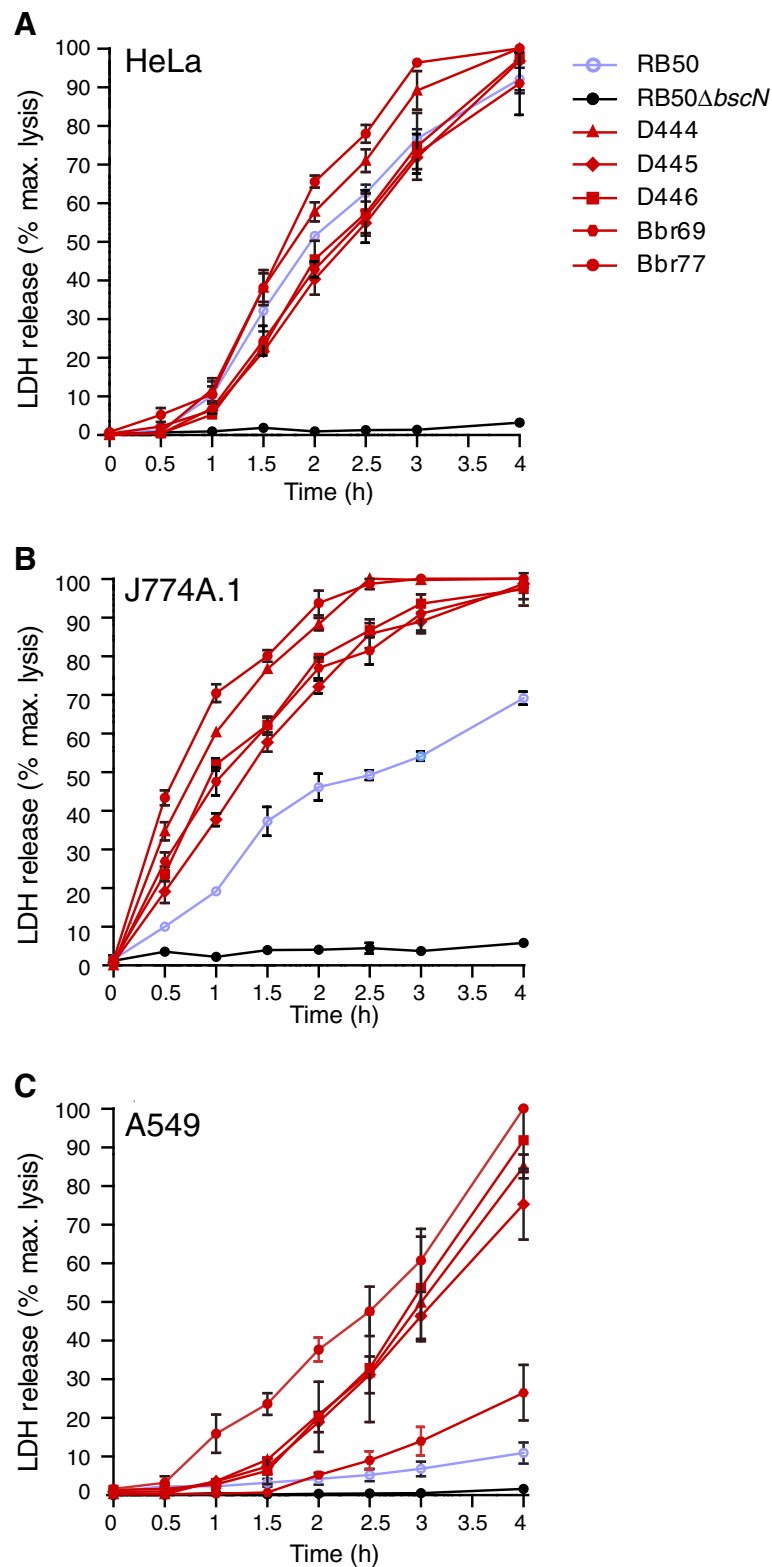 A
HeLa
LDH release (% max. lysis)
100
90
80
70
60
50
40
30
20
10
0
0 0.5 1 1.5 2 2.5 3 3.5 4
Time (h)
RB50
RB50ΔbscN
D444
D445
D446
Bbr69
Bbr77
B
J774A.1
LDH release (% max. lysis)
100
90
80
70
60
50
40
30
20
10
0
0 0.5 1 1.5 2 2.5 3 3.5 4
Time (h)
C
A549
LDH release (% max. lysis)
100
90
80
70
60
50
40
30
20
10
0
0 0.5 1 1.5 2 2.5 3 3.5 4
Time (h)